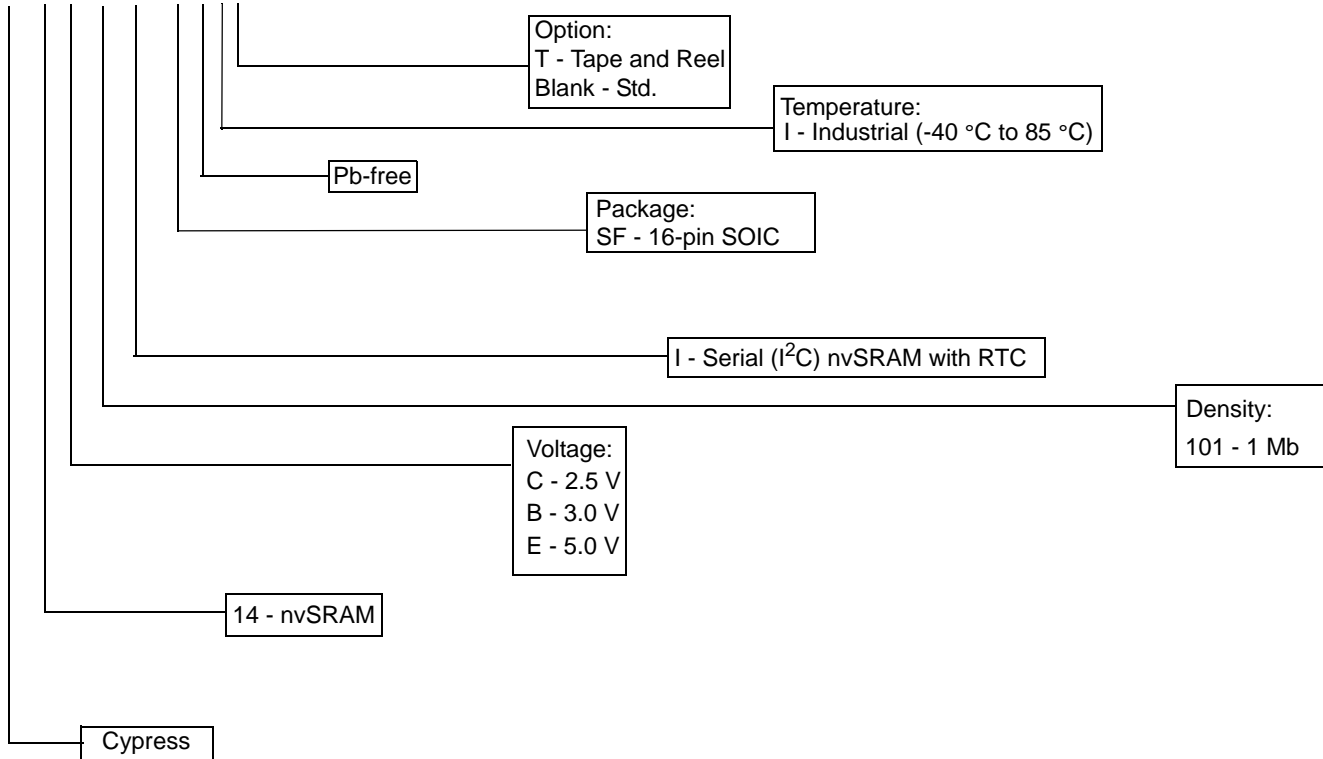 Option:
T - Tape and Reel
Blank - Std.
Temperature:
I - Industrial (-40 °C to 85 °C)
Pb-free
Package:
SF - 16-pin SOIC
I - Serial (I²C) nvSRAM with RTC
Density:
101 - 1 Mb
Voltage:
C - 2.5 V
B - 3.0 V
E - 5.0 V
14 - nvSRAM
Cypress